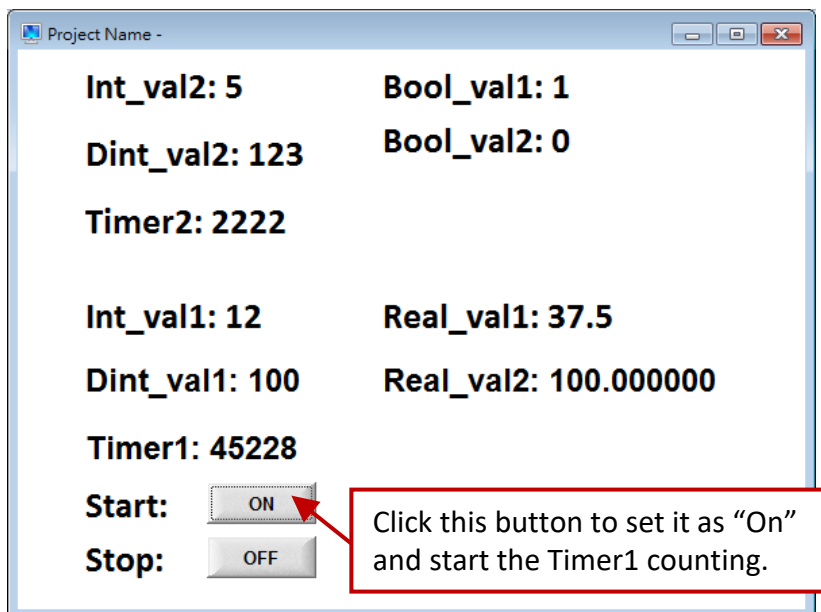 Project Name -
Int_val2: 5 Bool_val1: 1
Dint_val2: 123 Bool_val2: 0
Timer2: 2222
Int_val1: 12 Real_val1: 37.5
Dint_val1: 100 Real_val2: 100.000000
Timer1: 45228
Start: ON
Stop: OFF
Click this button to set it as “On”
and start the Timer1 counting.